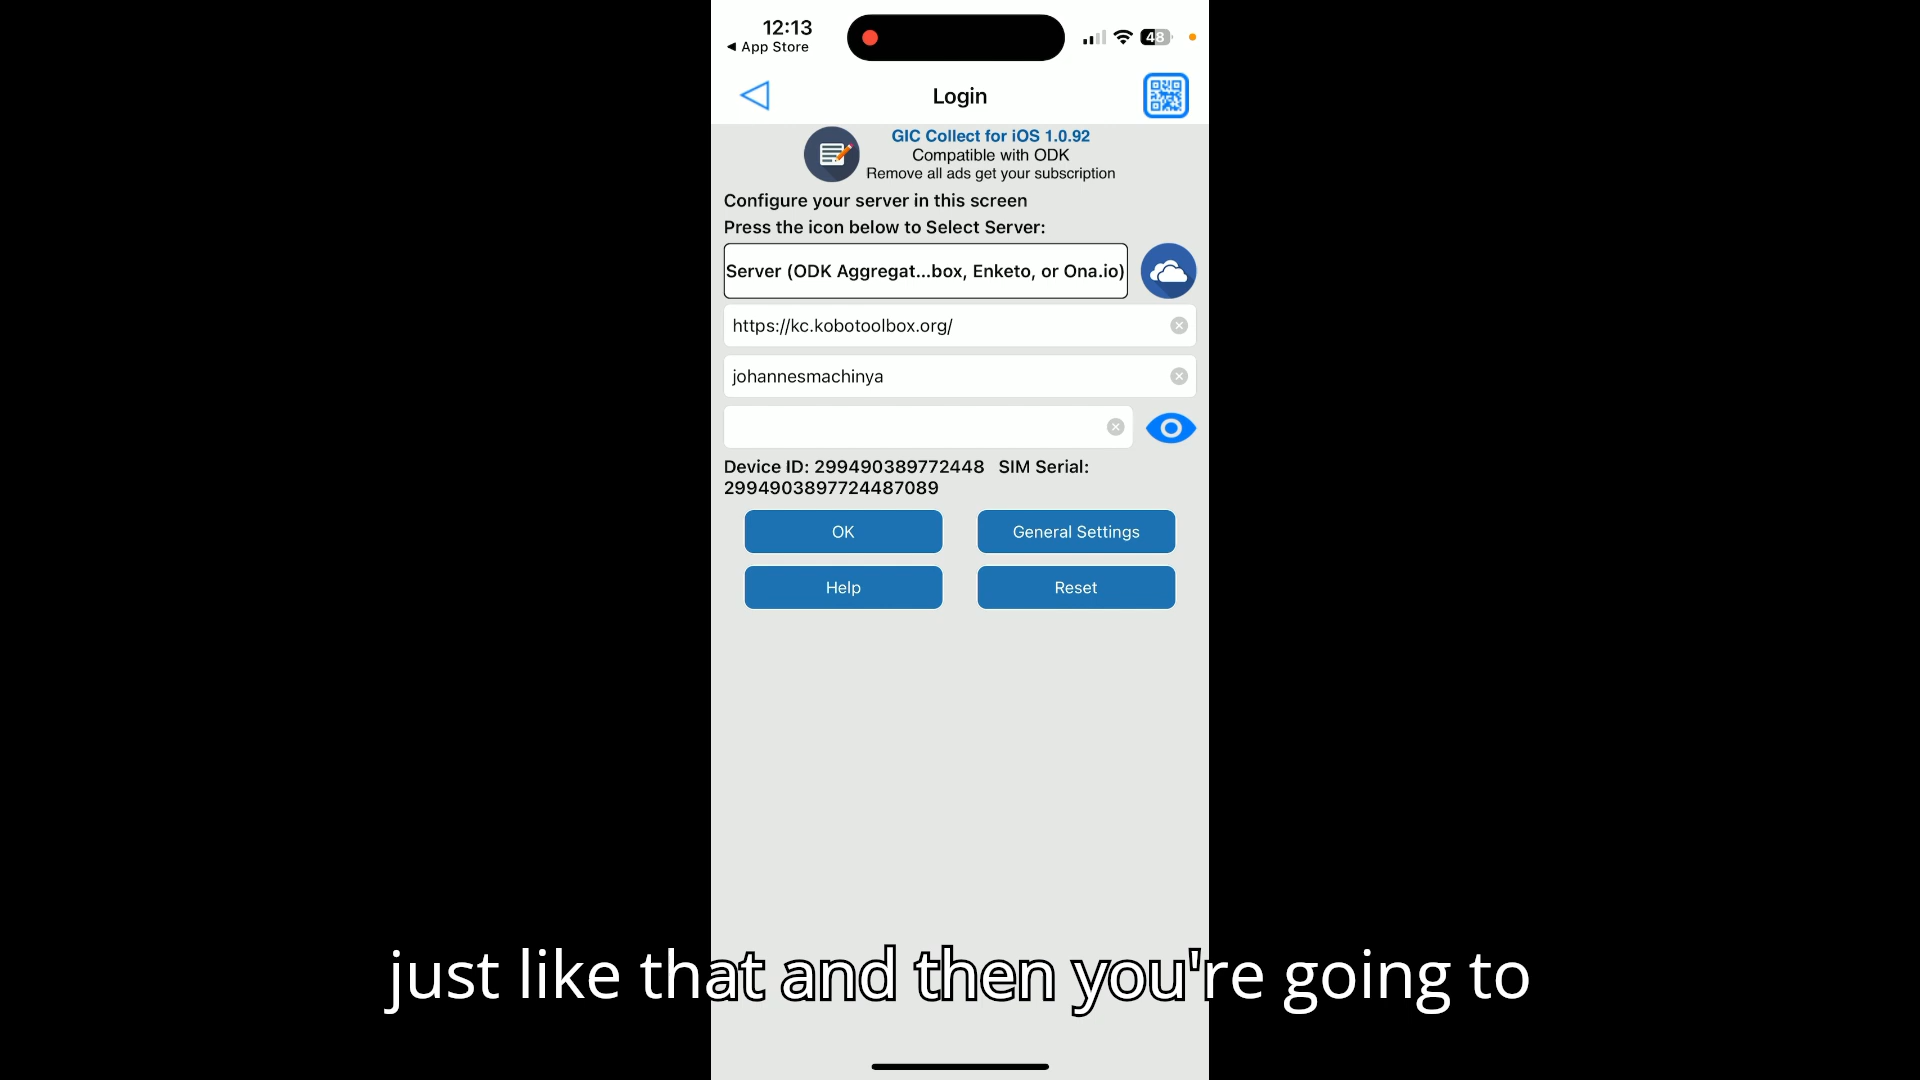 12:13
App Store
48
Login
GIC Collect for iOS 1.0.92
Compatible with ODK
Remove all ads get your subscription
Configure your server in this screen
Press the icon below to Select Server:
Server (ODK Aggregat...box, Enketo, or Ona.io)
https://kc.kobotoolbox.org/
johannesmachinya
Device ID: 299490389772448 SIM Serial:
2994903897724487089
OK
General Settings
Help
Reset
just like that and then you're going to